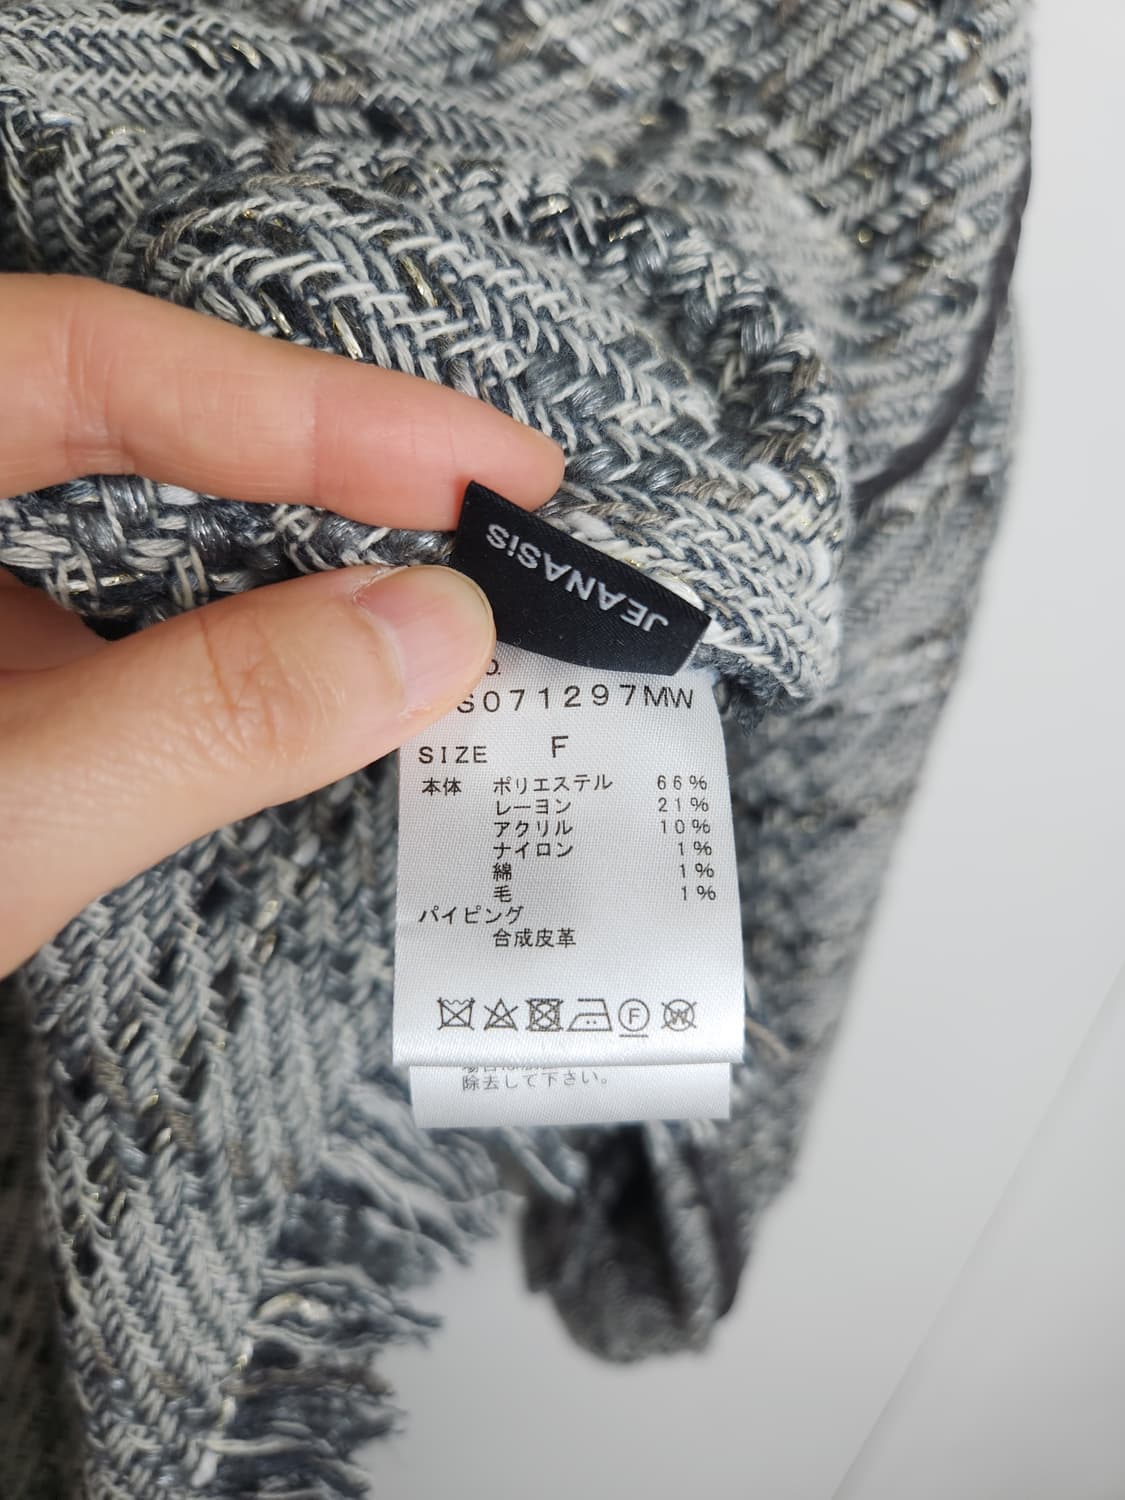 JEANASiS
S071297MW
SIZE F
本体 ポリエステル 66%
レーヨン 21%
アクリル 10%
ナイロン 1%
綿 1%
毛 1%
パイピング
合成皮革
F
W
除去して下さい。